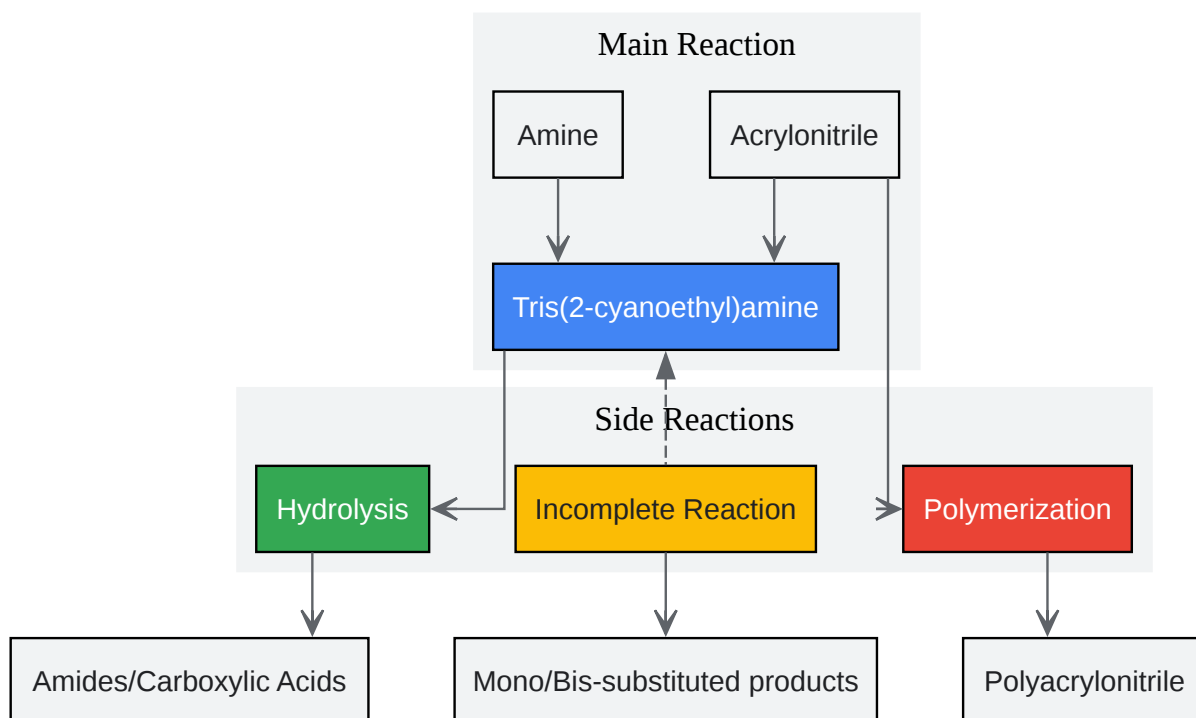 Main Reaction
Amine
Acrylonitrile
Tris(2-cyanoethyl)amine
Side Reactions
Hydrolysis
Incomplete Reaction
Polymerization
Amides/Carboxylic Acids
Mono/Bis-substituted products
Polyacrylonitrile